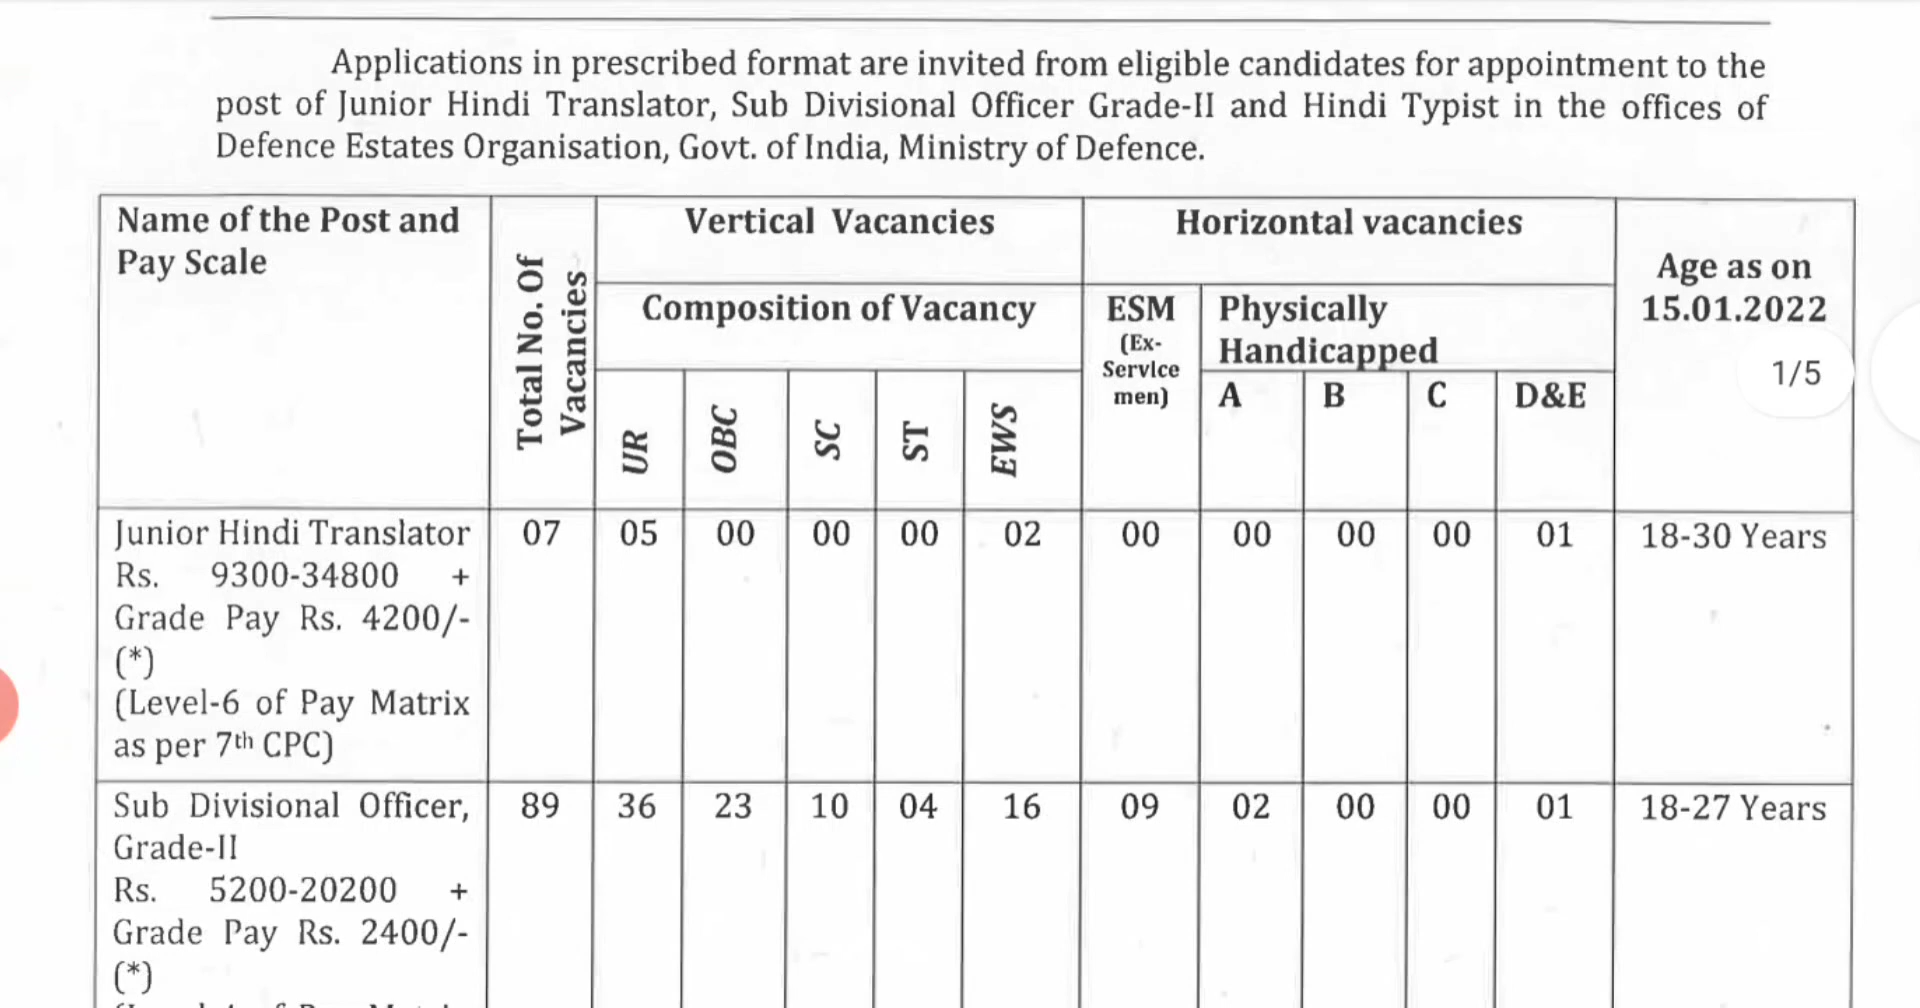 Applications in prescribed format are invited from eligible candidates for appointment to the
post of Junior Hindi Translator, Sub Divisional Officer Grade-II and Hindi Typist in the offices of
Defence Estates Organisation, Govt. of India, Ministry of Defence.
Name of the Post and
Pay Scale
Total No. Of
Vacancies
Vertical Vacancies
Horizontal vacancies
Age as on
15.01.2022
Composition of Vacancy
ESM
(Ex-
Service
men)
Physically
Handicapped
1/5
UR
OBC
SC
ST
EWS
A
B
C
D&E
Junior Hindi Translator
Rs. 9300-34800 +
Grade Pay Rs. 4200/-
(*)
(Level-6 of Pay Matrix
as per 7th CPC)
07
05
00
00
00
02
00
00
00
00
01
18-30 Years
Sub Divisional Officer,
Grade-II
Rs. 5200-20200 +
Grade Pay Rs. 2400/-
(*)
89
36
23
10
04
16
09
02
00
00
01
18-27 Years